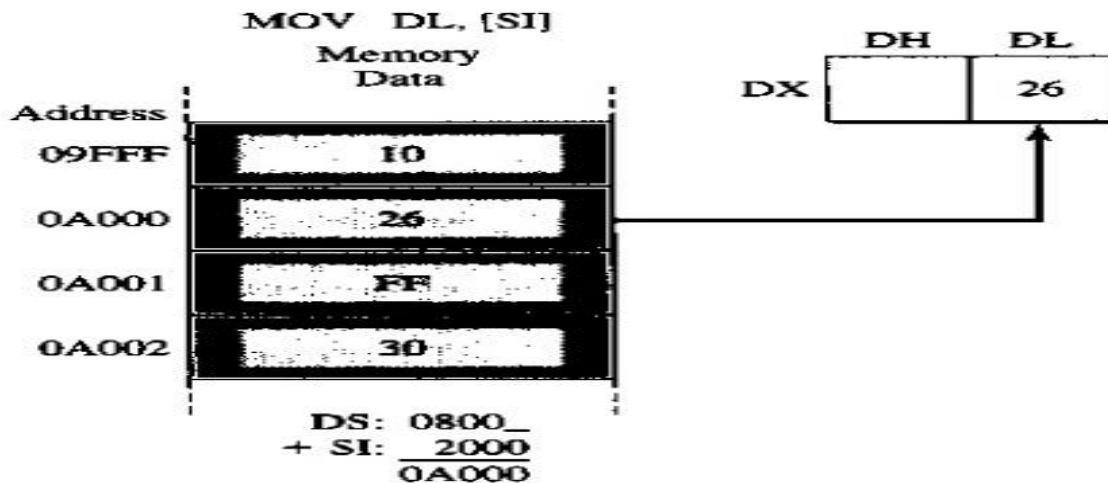 MOV DL, [SI]
Memory
Data
Address
09FFF 10
0A000 26
0A001 FF
0A002 30
DS: 0800_
+ SI: 2000
0A000
DH DL
DX 26